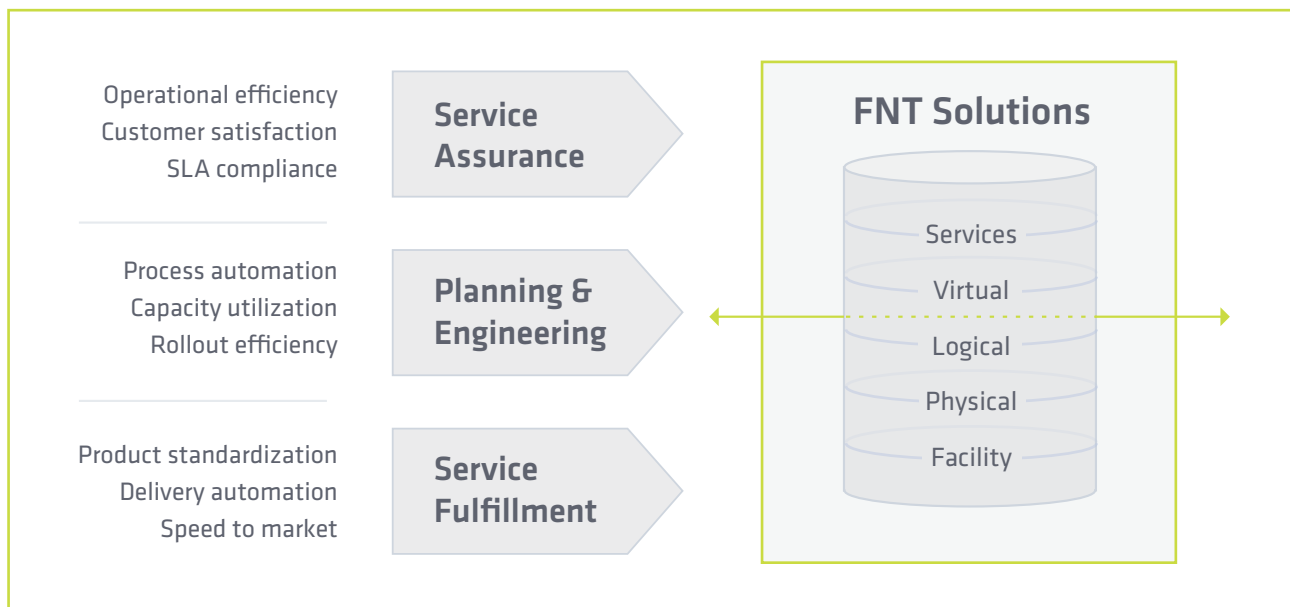 Operational efficiency
Customer satisfaction
SLA compliance
Service
Assurance
Process automation
Capacity utilization
Rollout efficiency
Planning &
Engineering
Product standardization
Delivery automation
Speed to market
Service
Fulfillment
FNT Solutions
Services
Virtual
Logical
Physical
Facility